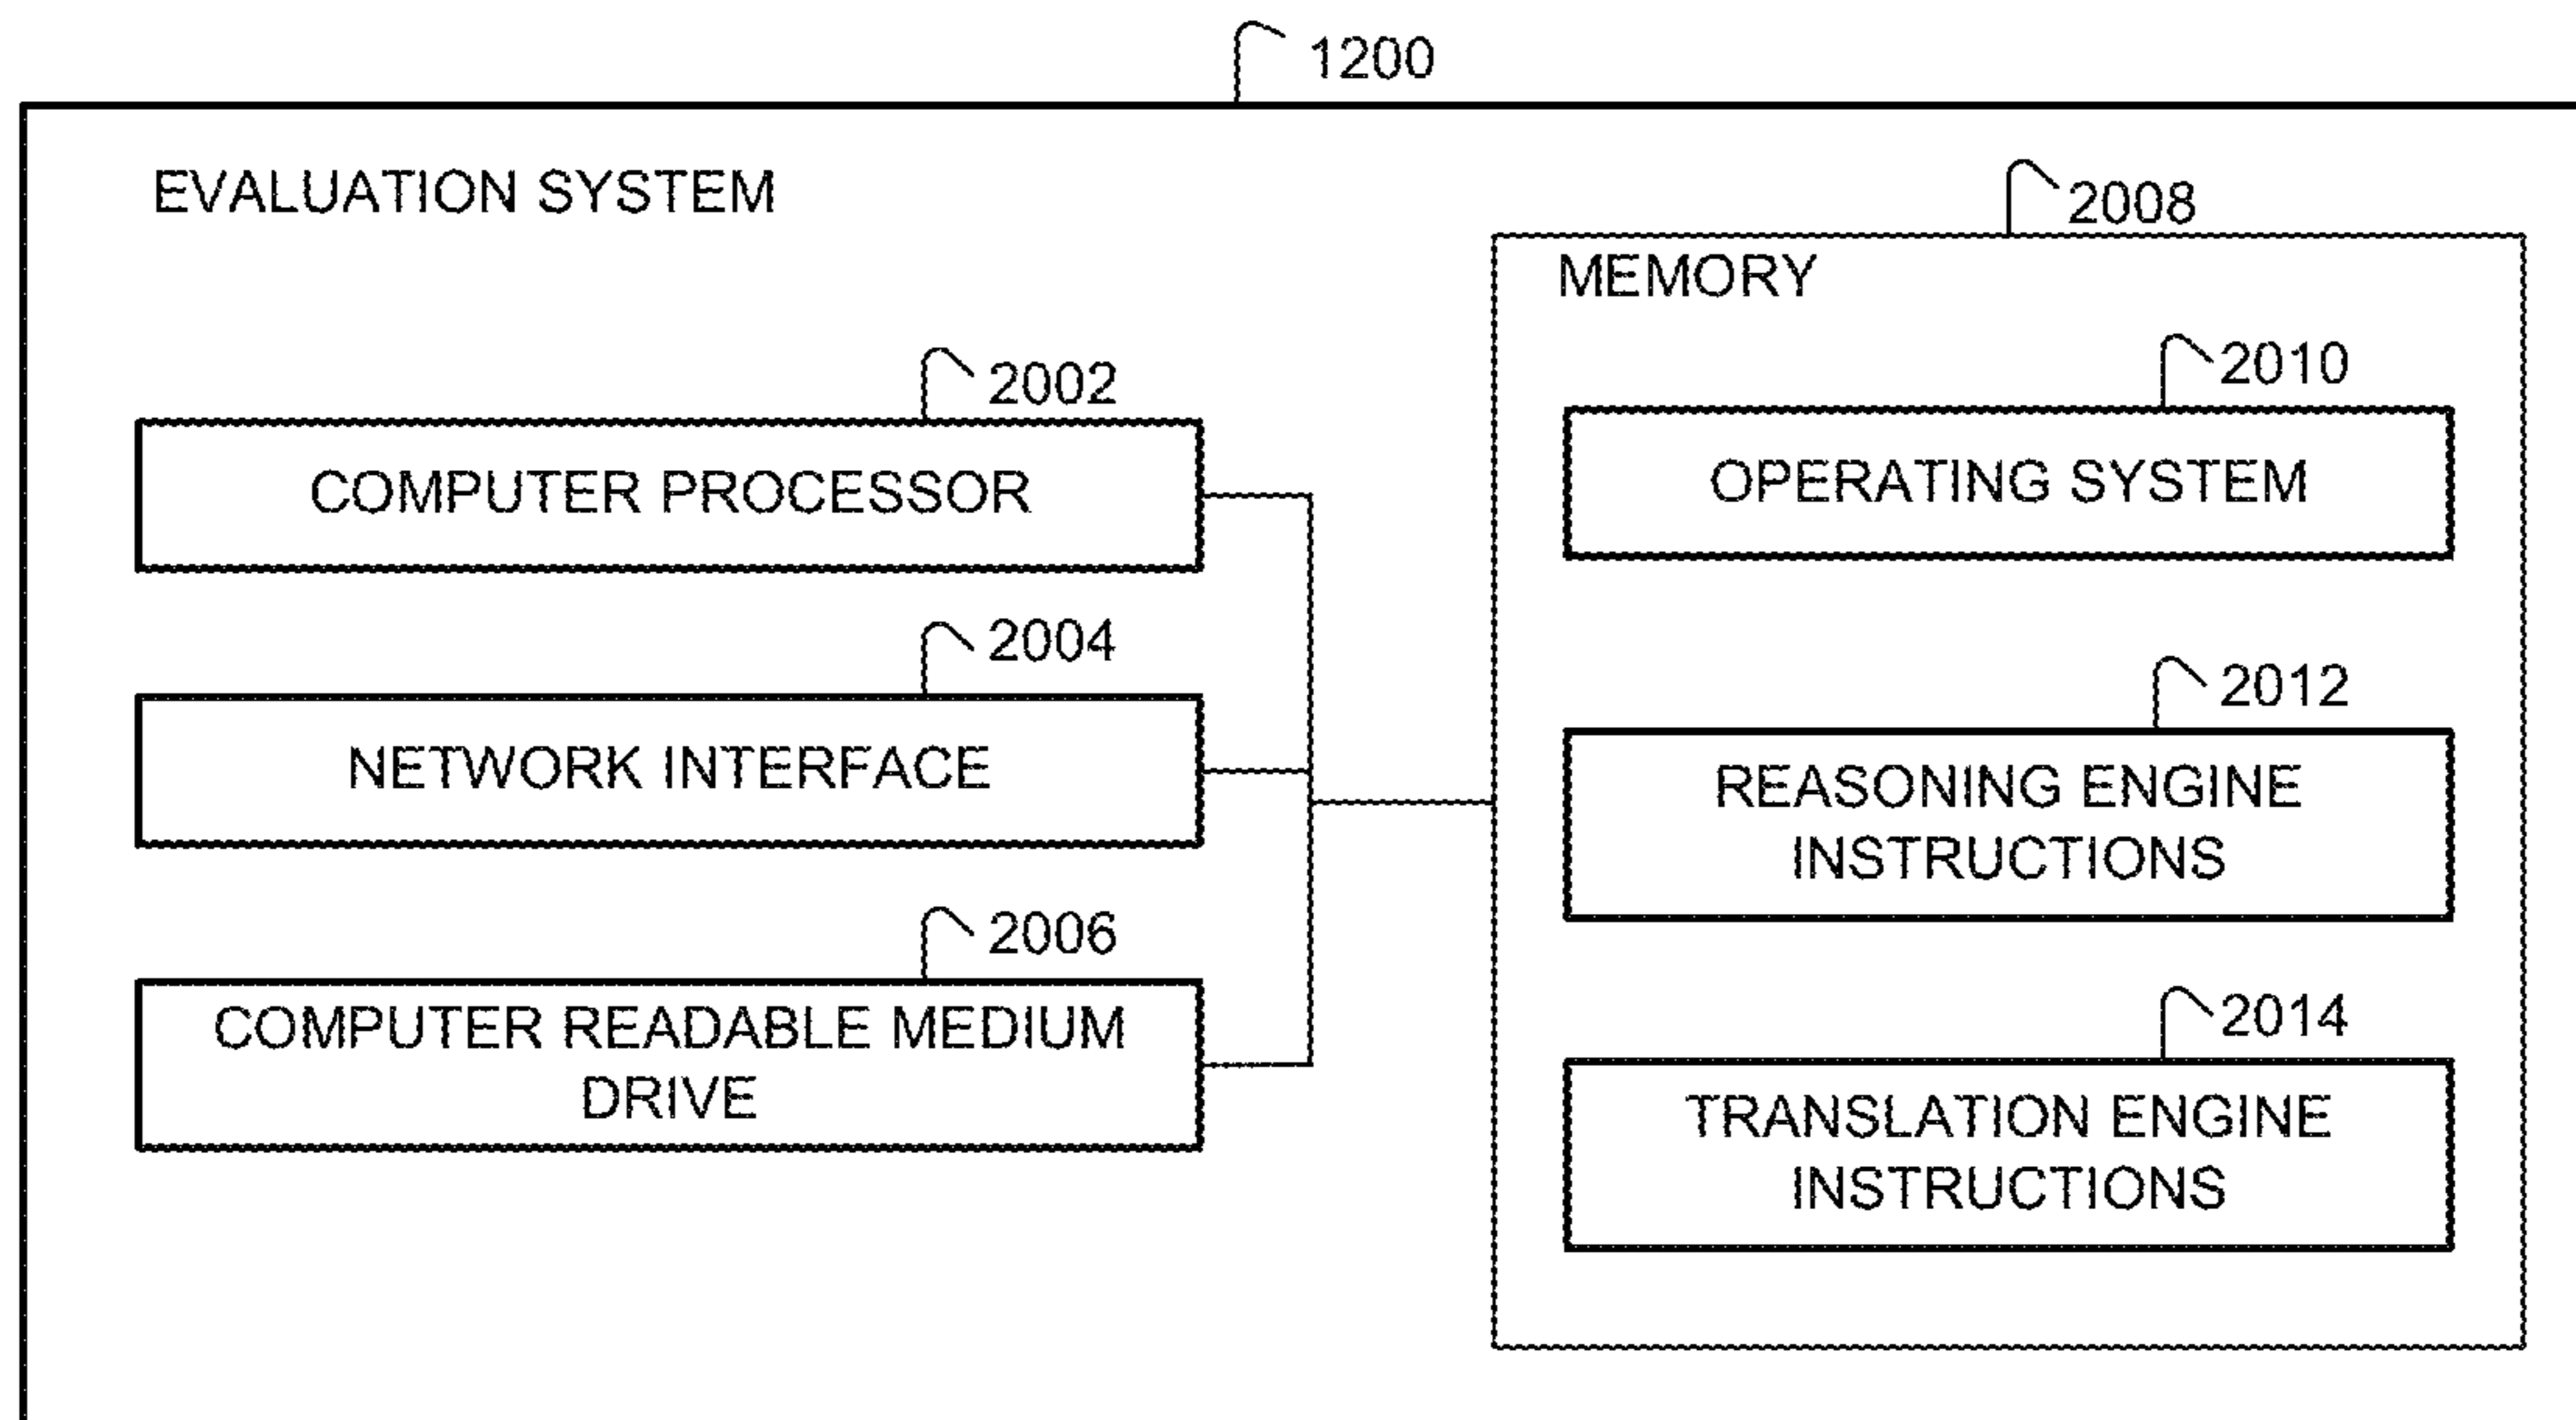 1200
EVALUATION SYSTEM
2008
MEMORY
2002
COMPUTER PROCESSOR
2004
NETWORK INTERFACE
2006
COMPUTER READABLE MEDIUM
DRIVE
2010
OPERATING SYSTEM
2012
REASONING ENGINE
INSTRUCTIONS
2014
TRANSLATION ENGINE
INSTRUCTIONS